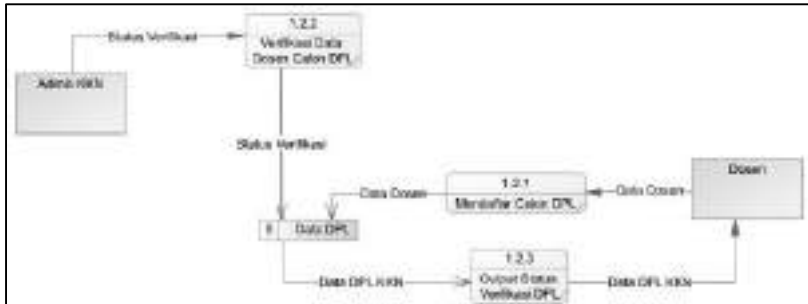 1.2.2
Status Verifikasi
Verifikasi Data
Dosen Calon DPL
Admin KKN
Status Verifikasi
Dosen
1.2.1
Data Dosen
Data Dosen
Mendaftar Calon DPL
Data DPL
1.2.3
Data DPL KKN
Output Status
Data DPL KKN
Verifikasi DPL